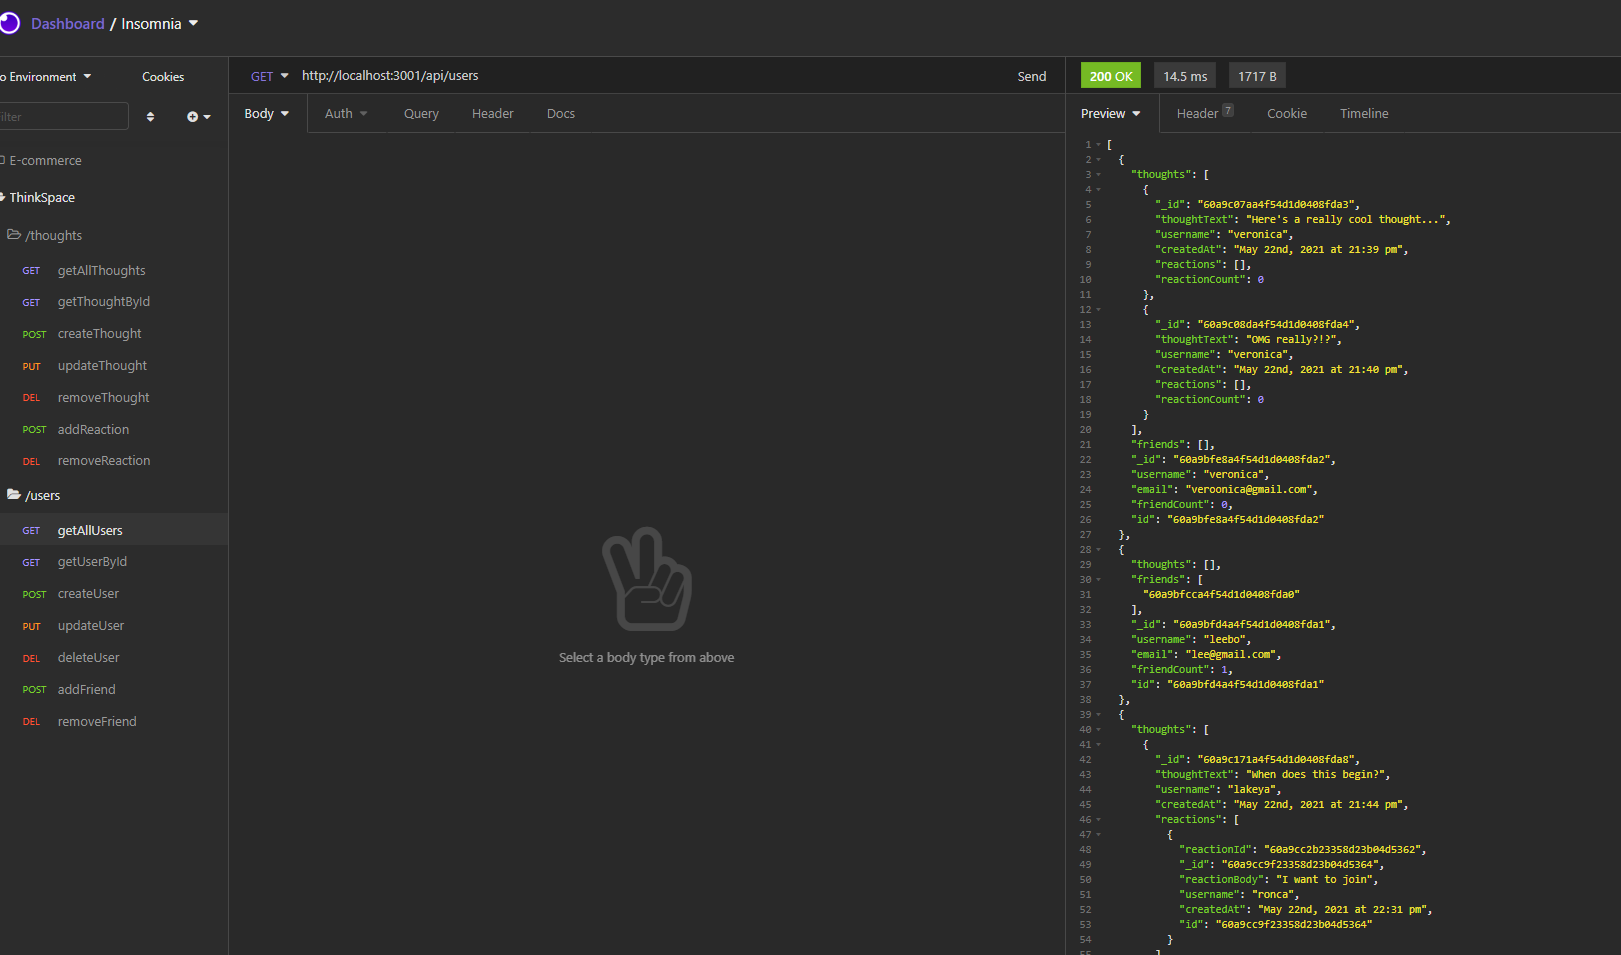 Dashboard / Insomnia
o Environment
Cookies
ilter
E-commerce
ThinkSpace
/thoughts
GET getAllThoughts
GET getThoughtById
POST createThought
PUT updateThought
DEL removeThought
POST addReaction
DEL removeReaction
/users
GET getAllUsers
GET getUserById
POST createUser
PUT updateUser
DEL deleteUser
POST addFriend
DEL removeFriend
GET http://localhost:3001/api/users Send
Body Auth Query Header Docs
Select a body type from above
200 OK 14.5 ms 1717 B
Preview Header 7 Cookie Timeline
1 [
2 {
3 "thoughts": [
4 {
5 "_id": "60a9c07aa4f54d1d0408fda3",
6 "thoughtText": "Here's a really cool thought...",
7 "username": "veronica",
8 "createdAt": "May 22nd, 2021 at 21:39 pm",
9 "reactions": [],
10 "reactionCount": 0
11 },
12 {
13 "_id": "60a9c08da4f54d1d0408fda4",
14 "thoughtText": "OMG really?!?",
15 "username": "veronica",
16 "createdAt": "May 22nd, 2021 at 21:40 pm",
17 "reactions": [],
18 "reactionCount": 0
19 }
20 ],
21 "friends": [],
22 "_id": "60a9bfe8a4f54d1d0408fda2",
23 "username": "veronica",
24 "email": "veroonica@gmail.com",
25 "friendCount": 0,
26 "id": "60a9bfe8a4f54d1d0408fda2"
27 },
28 {
29 "thoughts": [],
30 "friends": [
31 "60a9bfcca4f54d1d0408fda0"
32 ],
33 "_id": "60a9bfd4a4f54d1d0408fda1",
34 "username": "leebo",
35 "email": "lee@gmail.com",
36 "friendCount": 1,
37 "id": "60a9bfd4a4f54d1d0408fda1"
38 },
39 {
40 "thoughts": [
41 {
42 "_id": "60a9c171a4f54d1d0408fda8",
43 "thoughtText": "When does this begin?",
44 "username": "lakeya",
45 "createdAt": "May 22nd, 2021 at 21:44 pm",
46 "reactions": [
47 {
48 "reactionId": "60a9cc2b23358d23b04d5362",
49 "_id": "60a9cc9f23358d23b04d5364",
50 "reactionBody": "I want to join",
51 "username": "ronca",
52 "createdAt": "May 22nd, 2021 at 22:31 pm",
53 "id": "60a9cc9f23358d23b04d5364"
54 }
55 ]